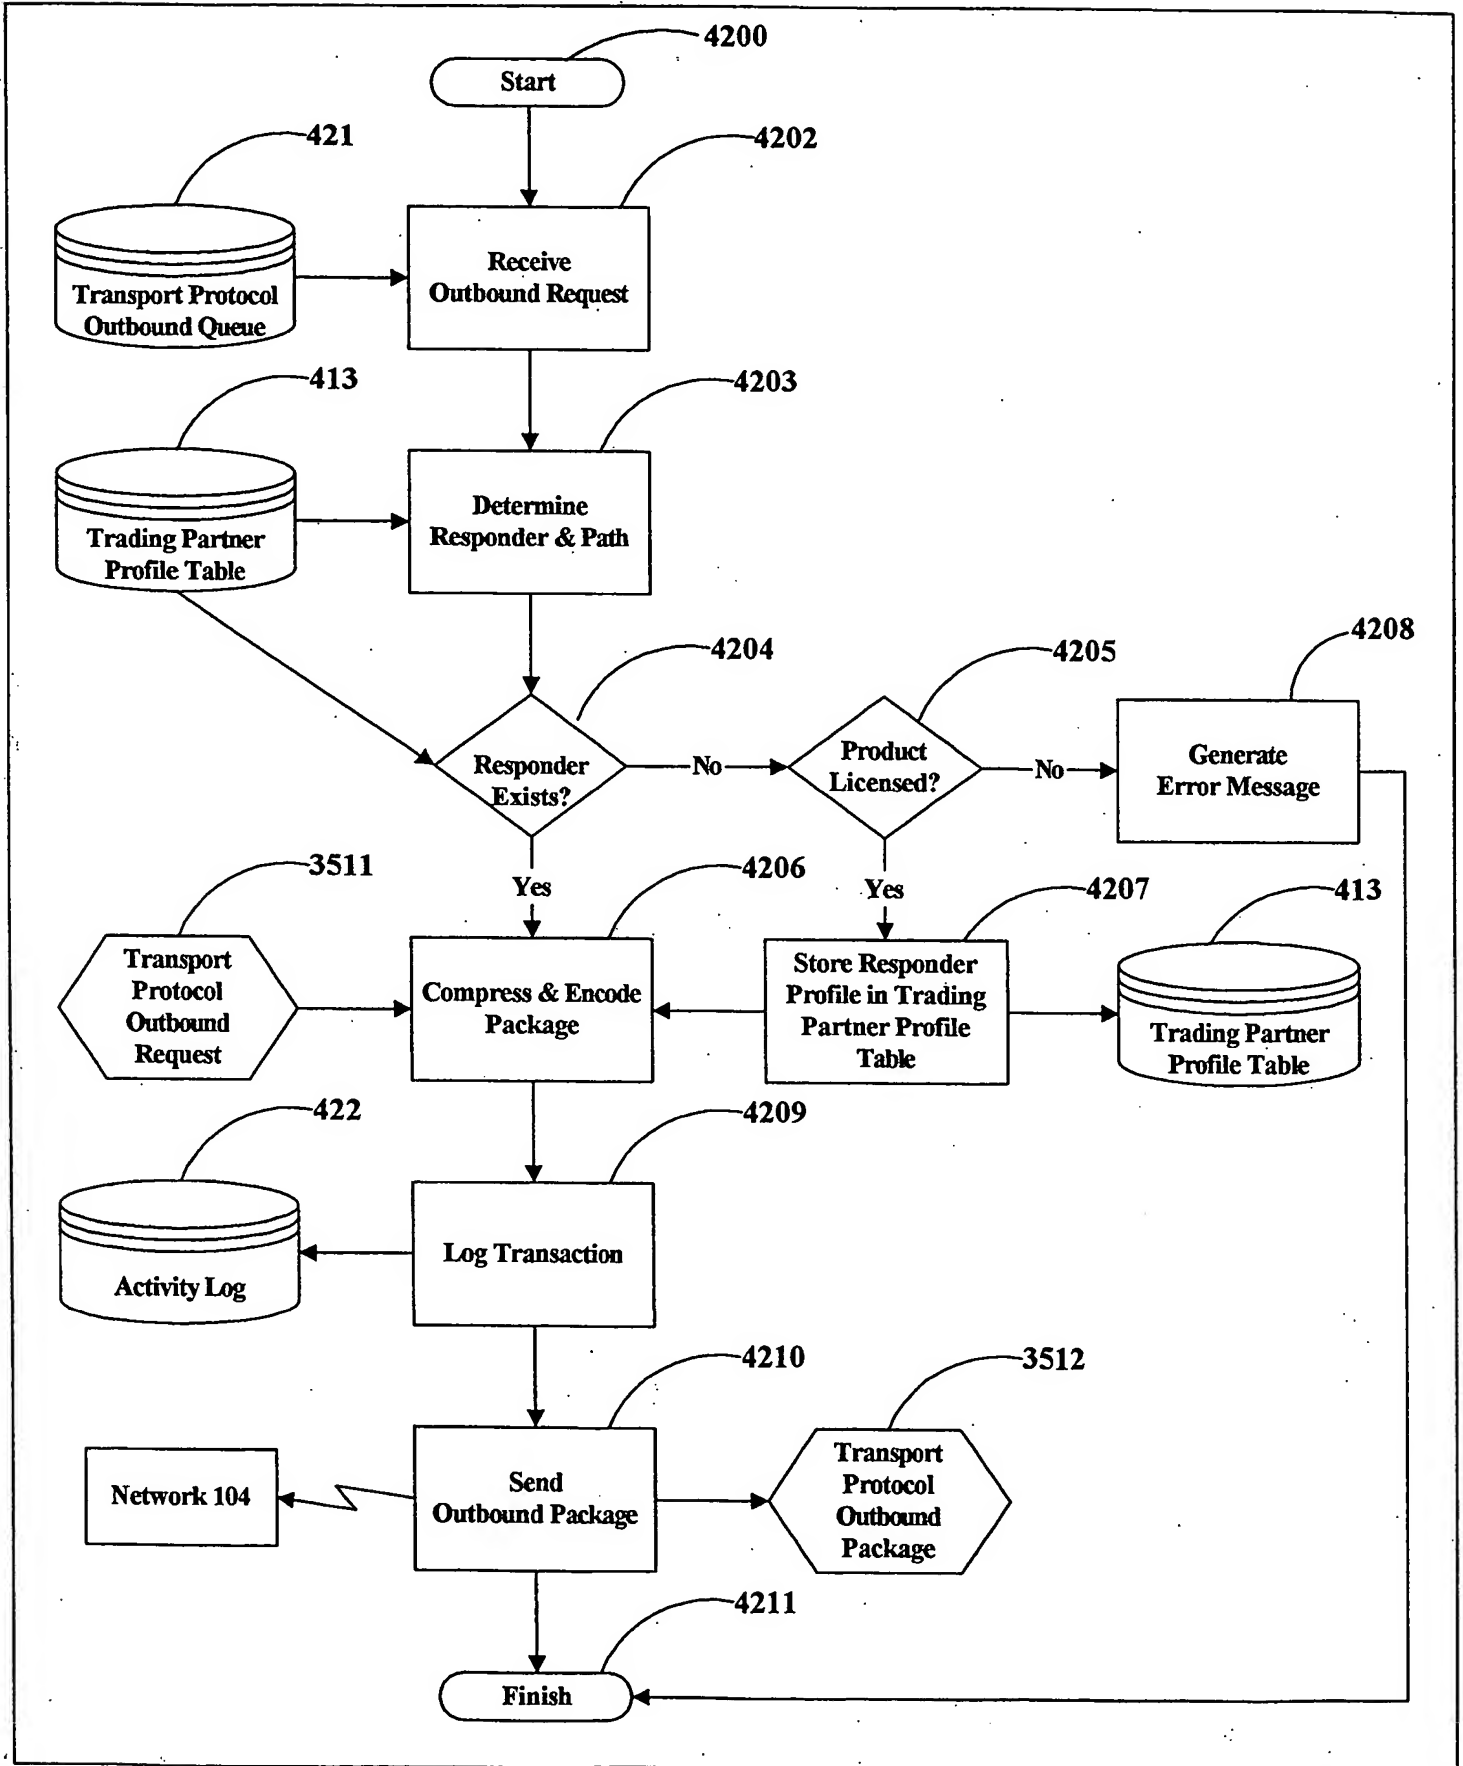 4200
Start
421
4202
Transport Protocol
Outbound Queue
Receive
Outbound Request
413
4203
Trading Partner
Profile Table
Determine
Responder & Path
4204
4205
4208
Responder
Exists?
No
Product
Licensed?
No
Generate
Error Message
3511
Yes
4206
Yes
4207
413
Transport
Protocol
Outbound
Request
Compress & Encode
Package
Store Responder
Profile in Trading
Partner Profile
Table
Trading Partner
Profile Table
422
4209
Activity Log
Log Transaction
4210
3512
Network 104
Send
Outbound Package
Transport
Protocol
Outbound
Package
4211
Finish